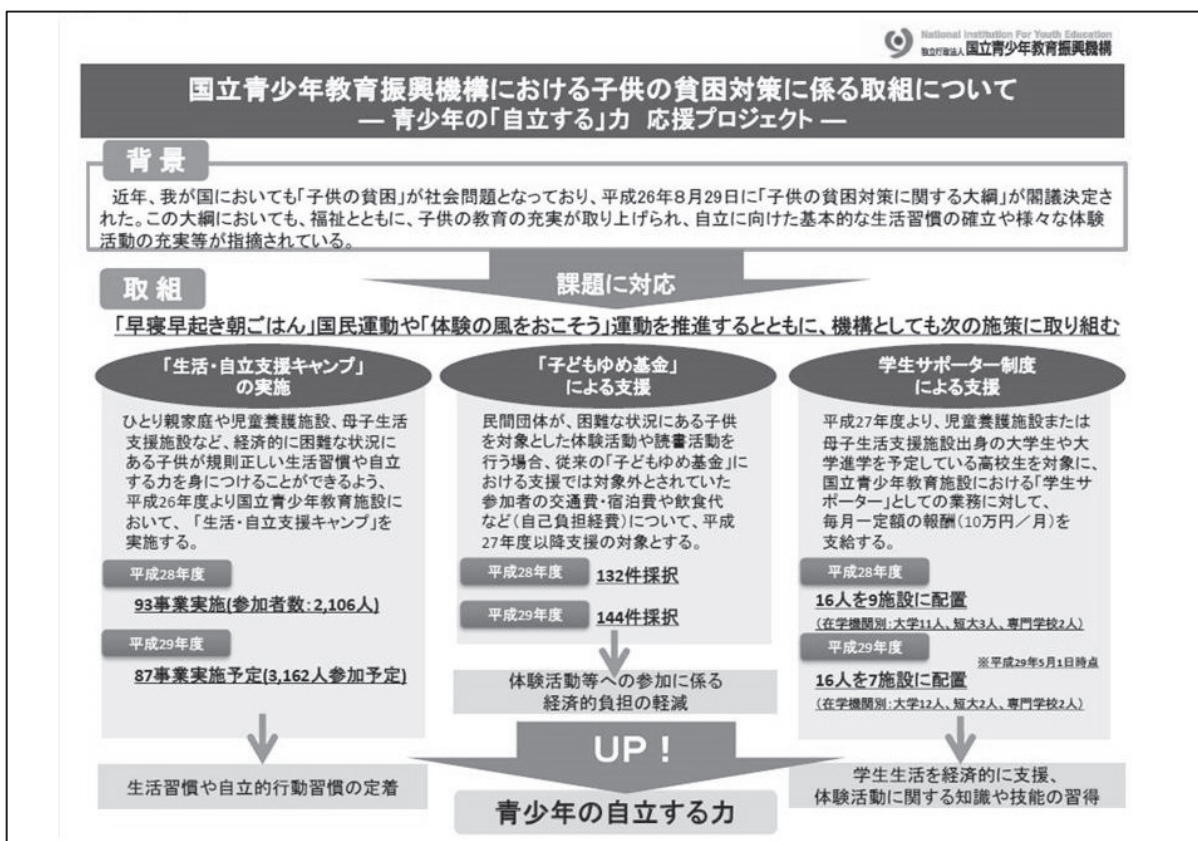 National Institution For Youth Education
独立行政法人 国立青少年教育振興機構
国立青少年教育振興機構における子供の貧困対策に係る取組について
― 青少年の「自立する」力 応援プロジェクト ―
背景
近年、我が国においても「子供の貧困」が社会問題となっており、平成26年8月29日に「子供の貧困対策に関する大綱」が閣議決定さ
れた。この大綱においても、福祉とともに、子供の教育の充実が取り上げられ、自立に向けた基本的な生活習慣の確立や様々な体験
活動の充実等が指摘されている。
課題に対応
取組
「早寝早起き朝ごはん」国民運動や「体験の風をおこそう」運動を推進するとともに、機構としても次の施策に取り組む
「生活・自立支援キャンプ」
の実施
ひとり親家庭や児童養護施設、母子生活
支援施設など、経済的に困難な状況に
ある子供が規則正しい生活習慣や自立
する力を身につけることができるよう、
平成26年度より国立青少年教育施設に
おいて、「生活・自立支援キャンプ」を
実施する。
平成28年度
93事業実施(参加者数:2,106人)
平成29年度
87事業実施予定(3,162人参加予定)
生活習慣や自立的行動習慣の定着
「子どもゆめ基金」
による支援
民間団体が、困難な状況にある子供
を対象とした体験活動や読書活動を
行う場合、従来の「子どもゆめ基金」に
おける支援では対象外とされていた
参加者の交通費・宿泊費や飲食代
など(自己負担経費)について、平成
27年度以降支援の対象とする。
平成28年度
132件採択
平成29年度
144件採択
体験活動等への参加に係る
経済的負担の軽減
学生サポーター制度
による支援
平成27年度より、児童養護施設または
母子生活支援施設出身の大学生や大
学進学を予定している高校生を対象に、
国立青少年教育施設における「学生サ
ポーター」としての業務に対して、
毎月一定額の報酬(10万円/月)を
支給する。
平成28年度
16人を9施設に配置
(在学機関別:大学11人、短大3人、専門学校2人)
平成29年度
※平成29年5月1日時点
16人を7施設に配置
(在学機関別:大学12人、短大2人、専門学校2人)
学生生活を経済的に支援、
体験活動に関する知識や技能の習得
UP!
青少年の自立する力